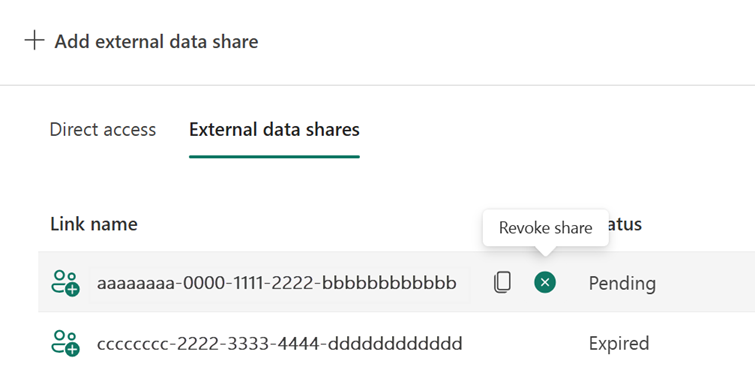 Add external data share
Direct access External data shares
Revoke share
Link name atus
aaaaaaaa-0000-1111-2222-bbbbbbbbbbbb Pending
cccccccc-2222-3333-4444-dddddddddddd Expired